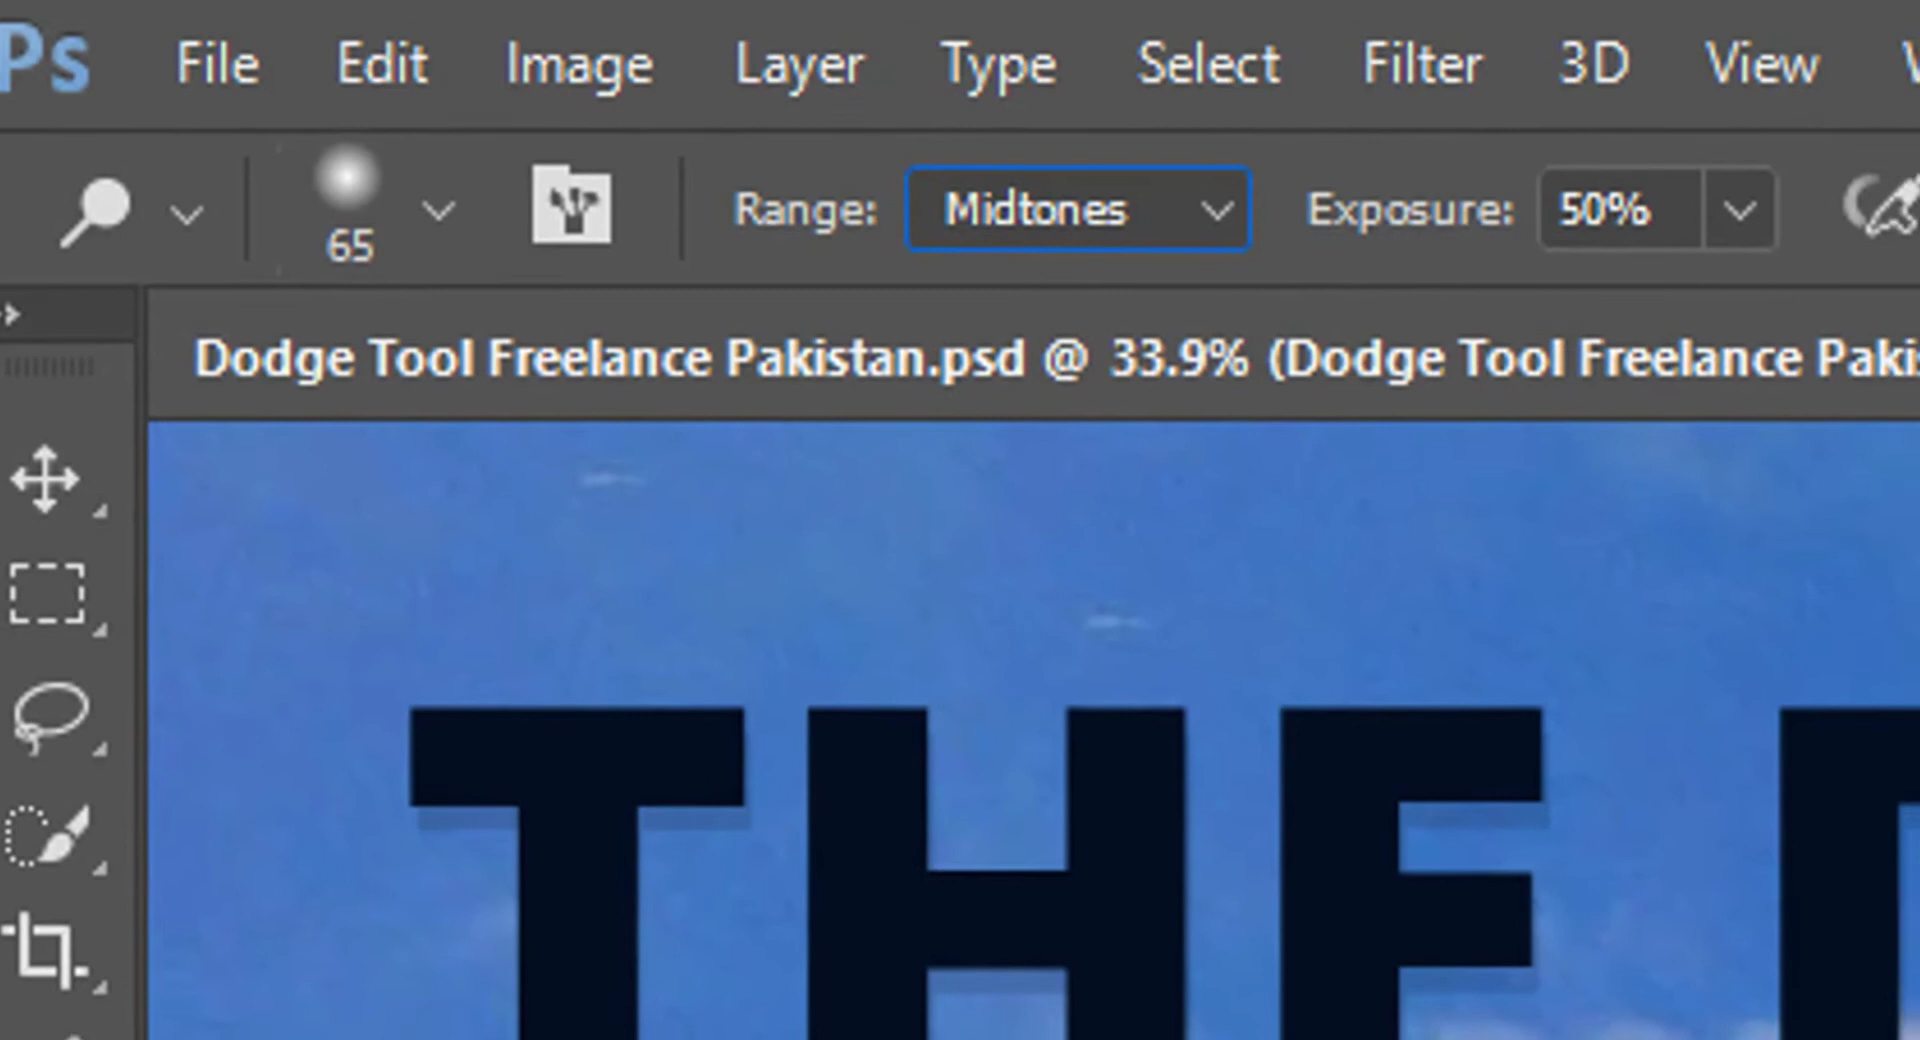 Ps File Edit Image Layer Type Select Filter 3D View
65 Range: Midtones Exposure: 50%
Dodge Tool Freelance Pakistan.psd @ 33.9% (Dodge Tool Freelance
THE